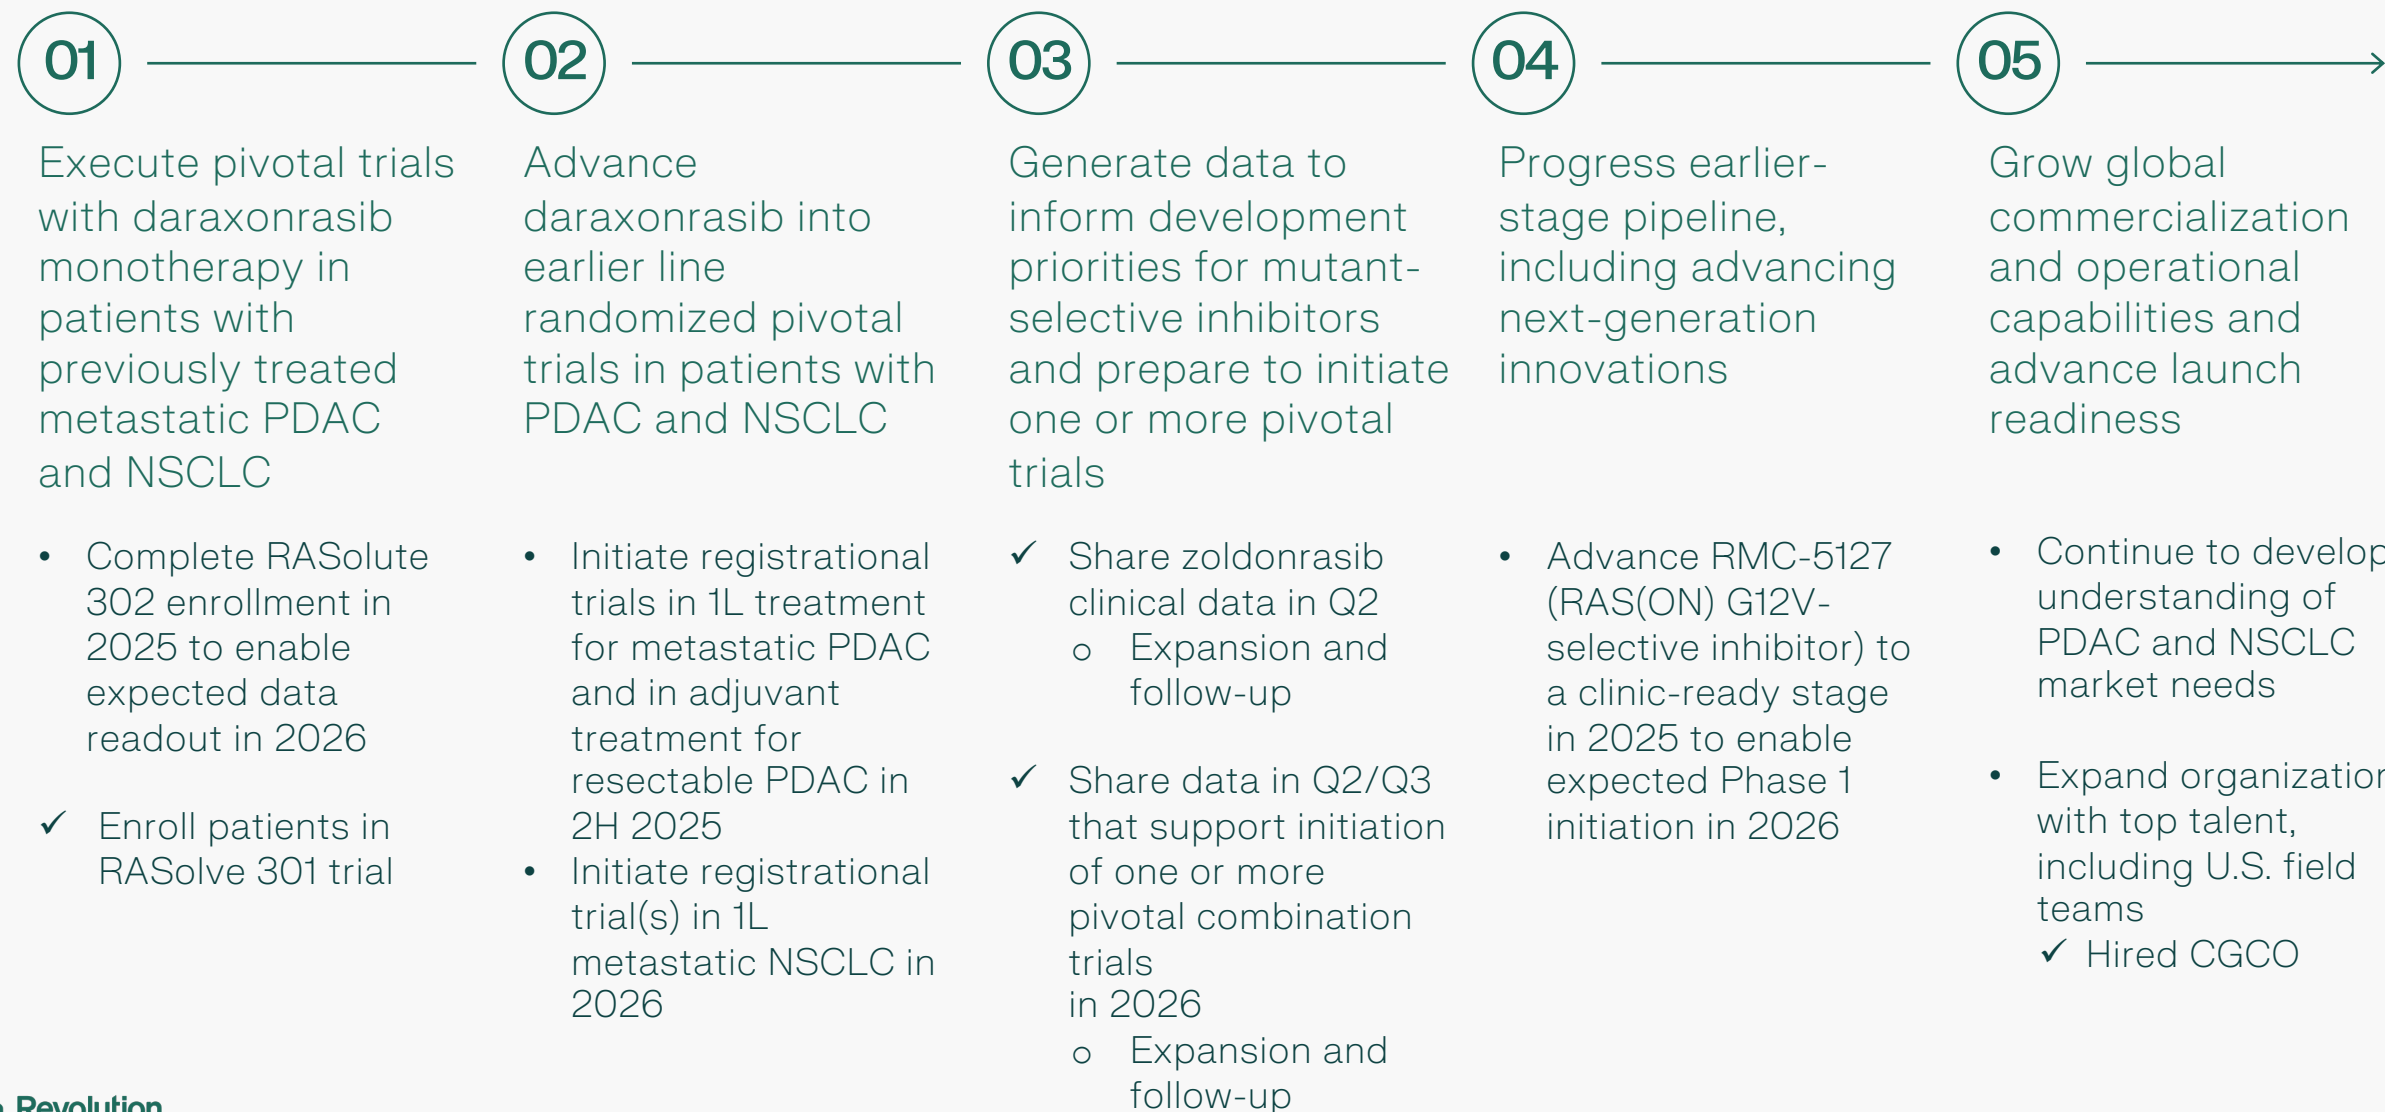 01
Execute pivotal trials
with daraxonrasib
monotherapy in
patients with
previously treated
metastatic PDAC
and NSCLC
• Complete RASolute
302 enrollment in
2025 to enable
expected data
readout in 2026
✓ Enroll patients in
RASolve 301 trial
02
Advance
daraxonrasib into
earlier line
randomized pivotal
trials in patients with
PDAC and NSCLC
• Initiate registrational
trials in 1L treatment
for metastatic PDAC
and in adjuvant
treatment for
resectable PDAC in
2H 2025
• Initiate registrational
trial(s) in 1L
metastatic NSCLC in
2026
03
Generate data to
inform development
priorities for mutant-
selective inhibitors
and prepare to initiate
one or more pivotal
trials
✓ Share zoldonrasib
clinical data in Q2
o Expansion and
follow-up
✓ Share data in Q2/Q3
that support initiation
of one or more
pivotal combination
trials
in 2026
o Expansion and
follow-up
04
Progress earlier-
stage pipeline,
including advancing
next-generation
innovations
• Advance RMC-5127
(RAS(ON) G12V-
selective inhibitor) to
a clinic-ready stage
in 2025 to enable
expected Phase 1
initiation in 2026
05
Grow global
commercialization
and operational
capabilities and
advance launch
readiness
• Continue to develop
understanding of
PDAC and NSCLC
market needs
• Expand organization
with top talent,
including U.S. field
teams
✓ Hired CGCO
Revolution